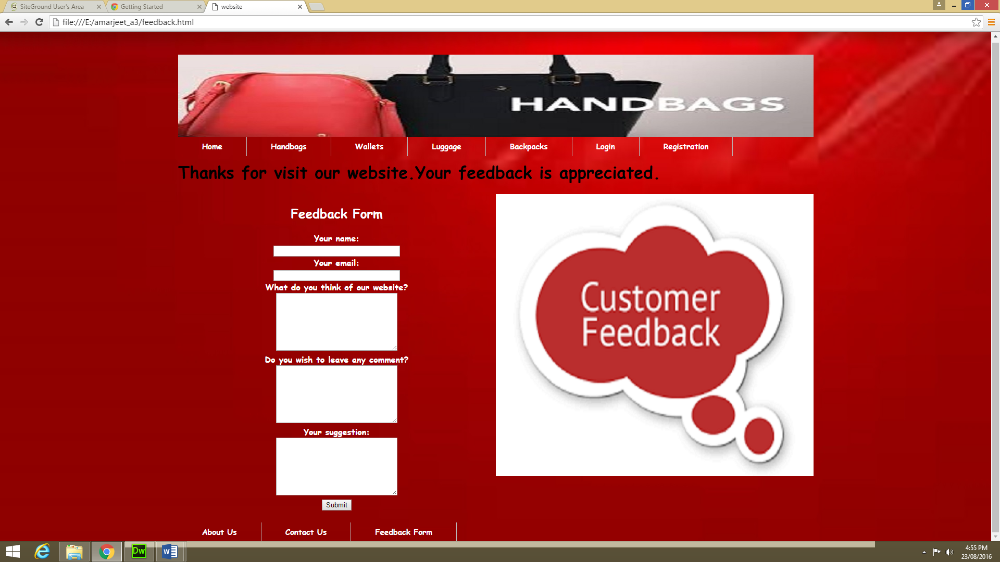 SiteGround User's Area
Getting Started
website
file:///E:/amarjeet_a3/feedback.html
HANDBAGS
Home Handbags Wallets Luggage Backpacks Login Registration
Thanks for visit our website.Your feedback is appreciated.
Feedback Form
Your name:
Your email:
What do you think of our website?
Do you wish to leave any comment?
Your suggestion:
Submit
Customer
Feedback
About Us Contact Us Feedback Form
Dw
W
4:55 PM
23/08/2016